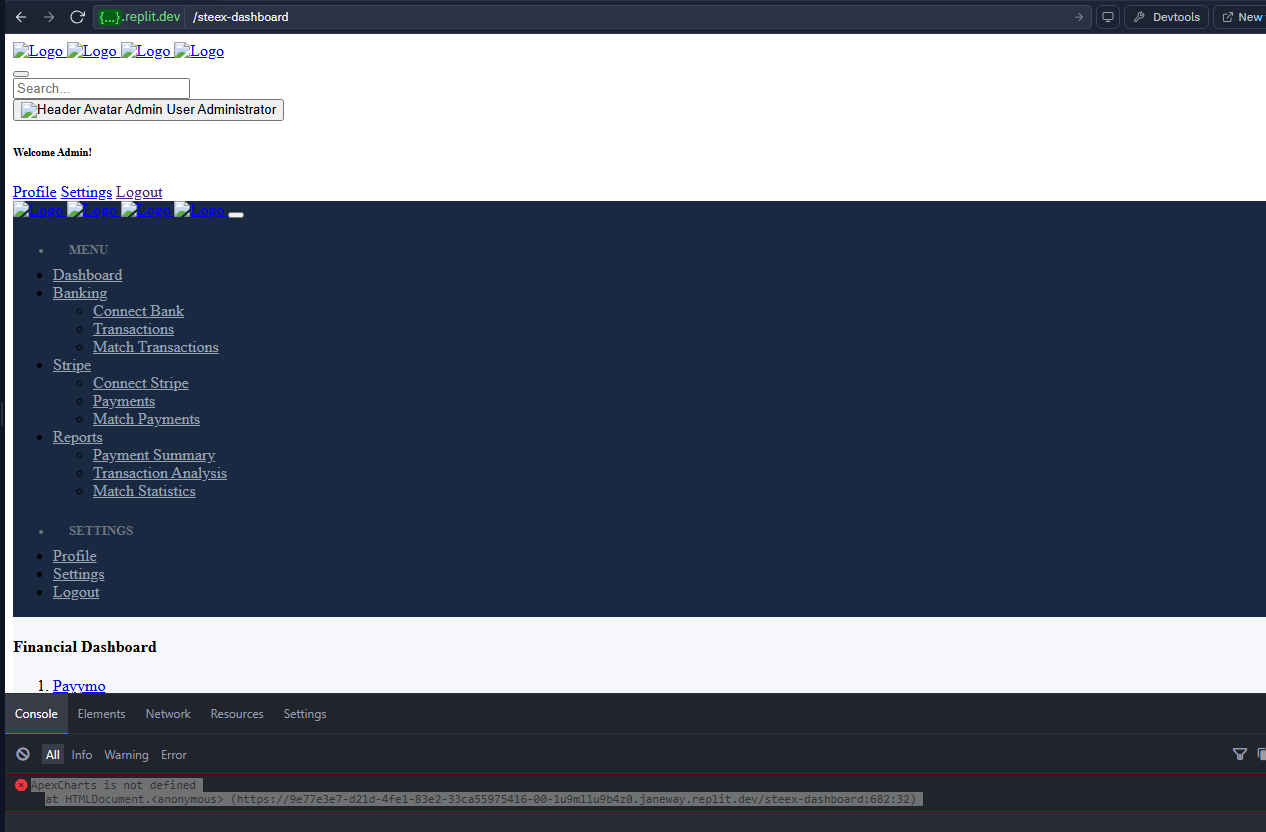 {...}.replit.dev /steex-dashboard Devtools New
Logo Logo Logo Logo
Search...
Header Avatar Admin User Administrator
Welcome Admin!
Profile Settings Logout
Logo Logo Logo Logo
MENU
Dashboard
Banking
Connect Bank
Transactions
Match Transactions
Stripe
Connect Stripe
Payments
Match Payments
Reports
Payment Summary
Transaction Analysis
Match Statistics
SETTINGS
Profile
Settings
Logout
Financial Dashboard
1. Payymo
Console Elements Network Resources Settings
All Info Warning Error
ApexCharts is not defined
at HTMLDocument.<anonymous> (https://9e77e3e7-d21d-4fe1-83e2-33ca55975416-00-1u9mllu9b4z0.janeway.replit.dev/steex-dashboard:682:32)